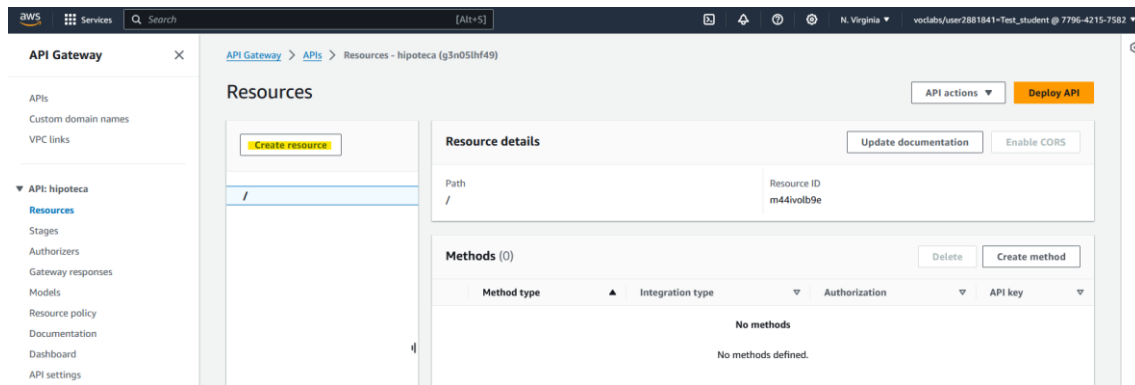 aws Services Search [Alt+S] N. Virginia ▼ voclabs/user2881841=Test_student @ 7796-4215-7582 ▼
API Gateway
API Gateway > APIs > Resources - hipoteca (g3n05lhf49)
Resources
API actions ▼ Deploy API
APIs
Custom domain names
VPC links
Create resource
Resource details
Update documentation Enable CORS
Path
/
Resource ID
m44ivolb9e
/
▼ API: hipoteca
Resources
Stages
Authorizers
Gateway responses
Models
Resource policy
Documentation
Dashboard
API settings
Methods (0)
Delete Create method
Method type ▲ Integration type ▽ Authorization ▽ API key ▽
No methods
No methods defined.